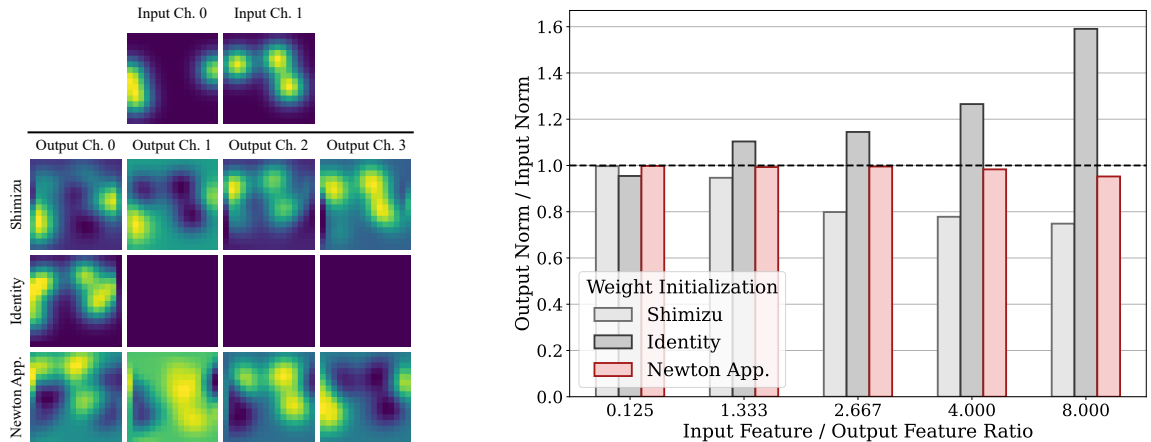 Input Ch. 0
Input Ch. 1
Output Ch. 0
Output Ch. 1
Output Ch. 2
Output Ch. 3
Shimizu
Identity
Newton App.
Output Norm / Input Norm
1.6
1.4
1.2
1.0
0.8
0.6
0.4
0.2
0.0
Weight Initialization
Shimizu
Identity
Newton App.
0.125
1.333
2.667
4.000
8.000
Input Feature / Output Feature Ratio